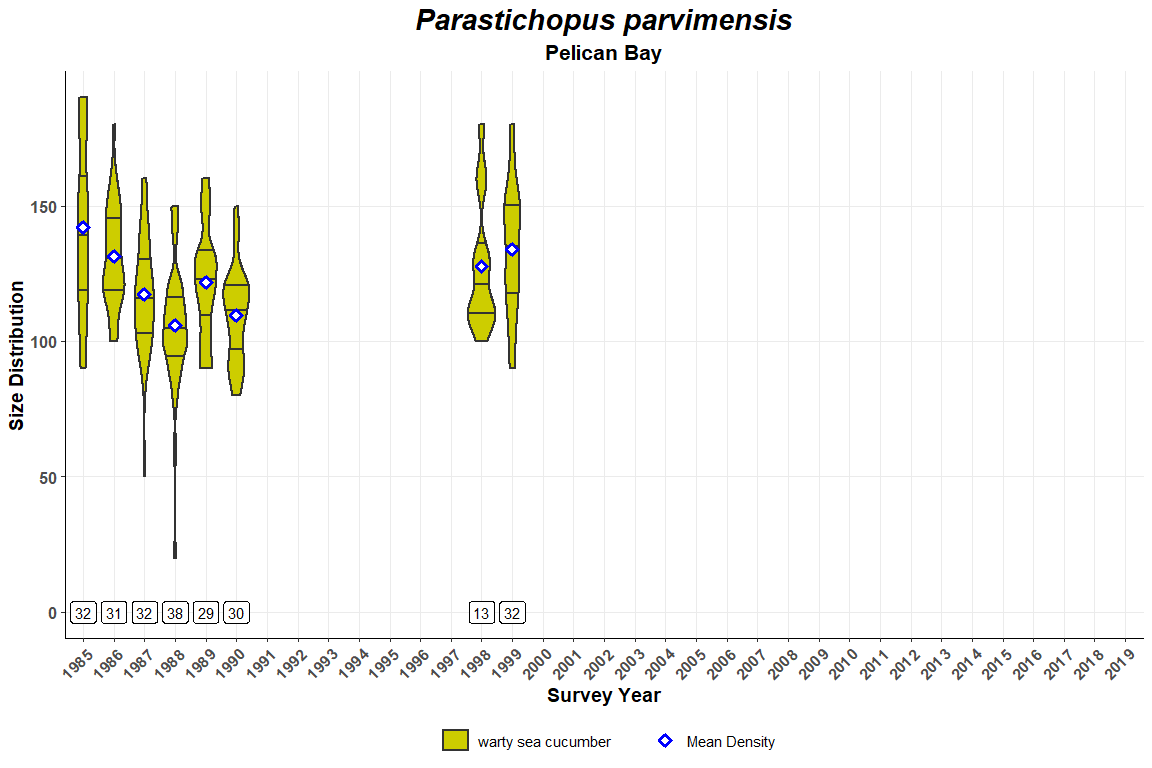 Parastichopus parvimensis
Pelican Bay
Size Distribution
150
100
50
0
32 31 32 38 29 30 13 32
1985 1986 1987 1988 1989 1990 1991 1992 1993 1994 1995 1996 1997 1998 1999 2000 2001 2002 2003 2004 2005 2006 2007 2008 2009 2010 2011 2012 2013 2014 2015 2016 2017 2018 2019
Survey Year
warty sea cucumber Mean Density